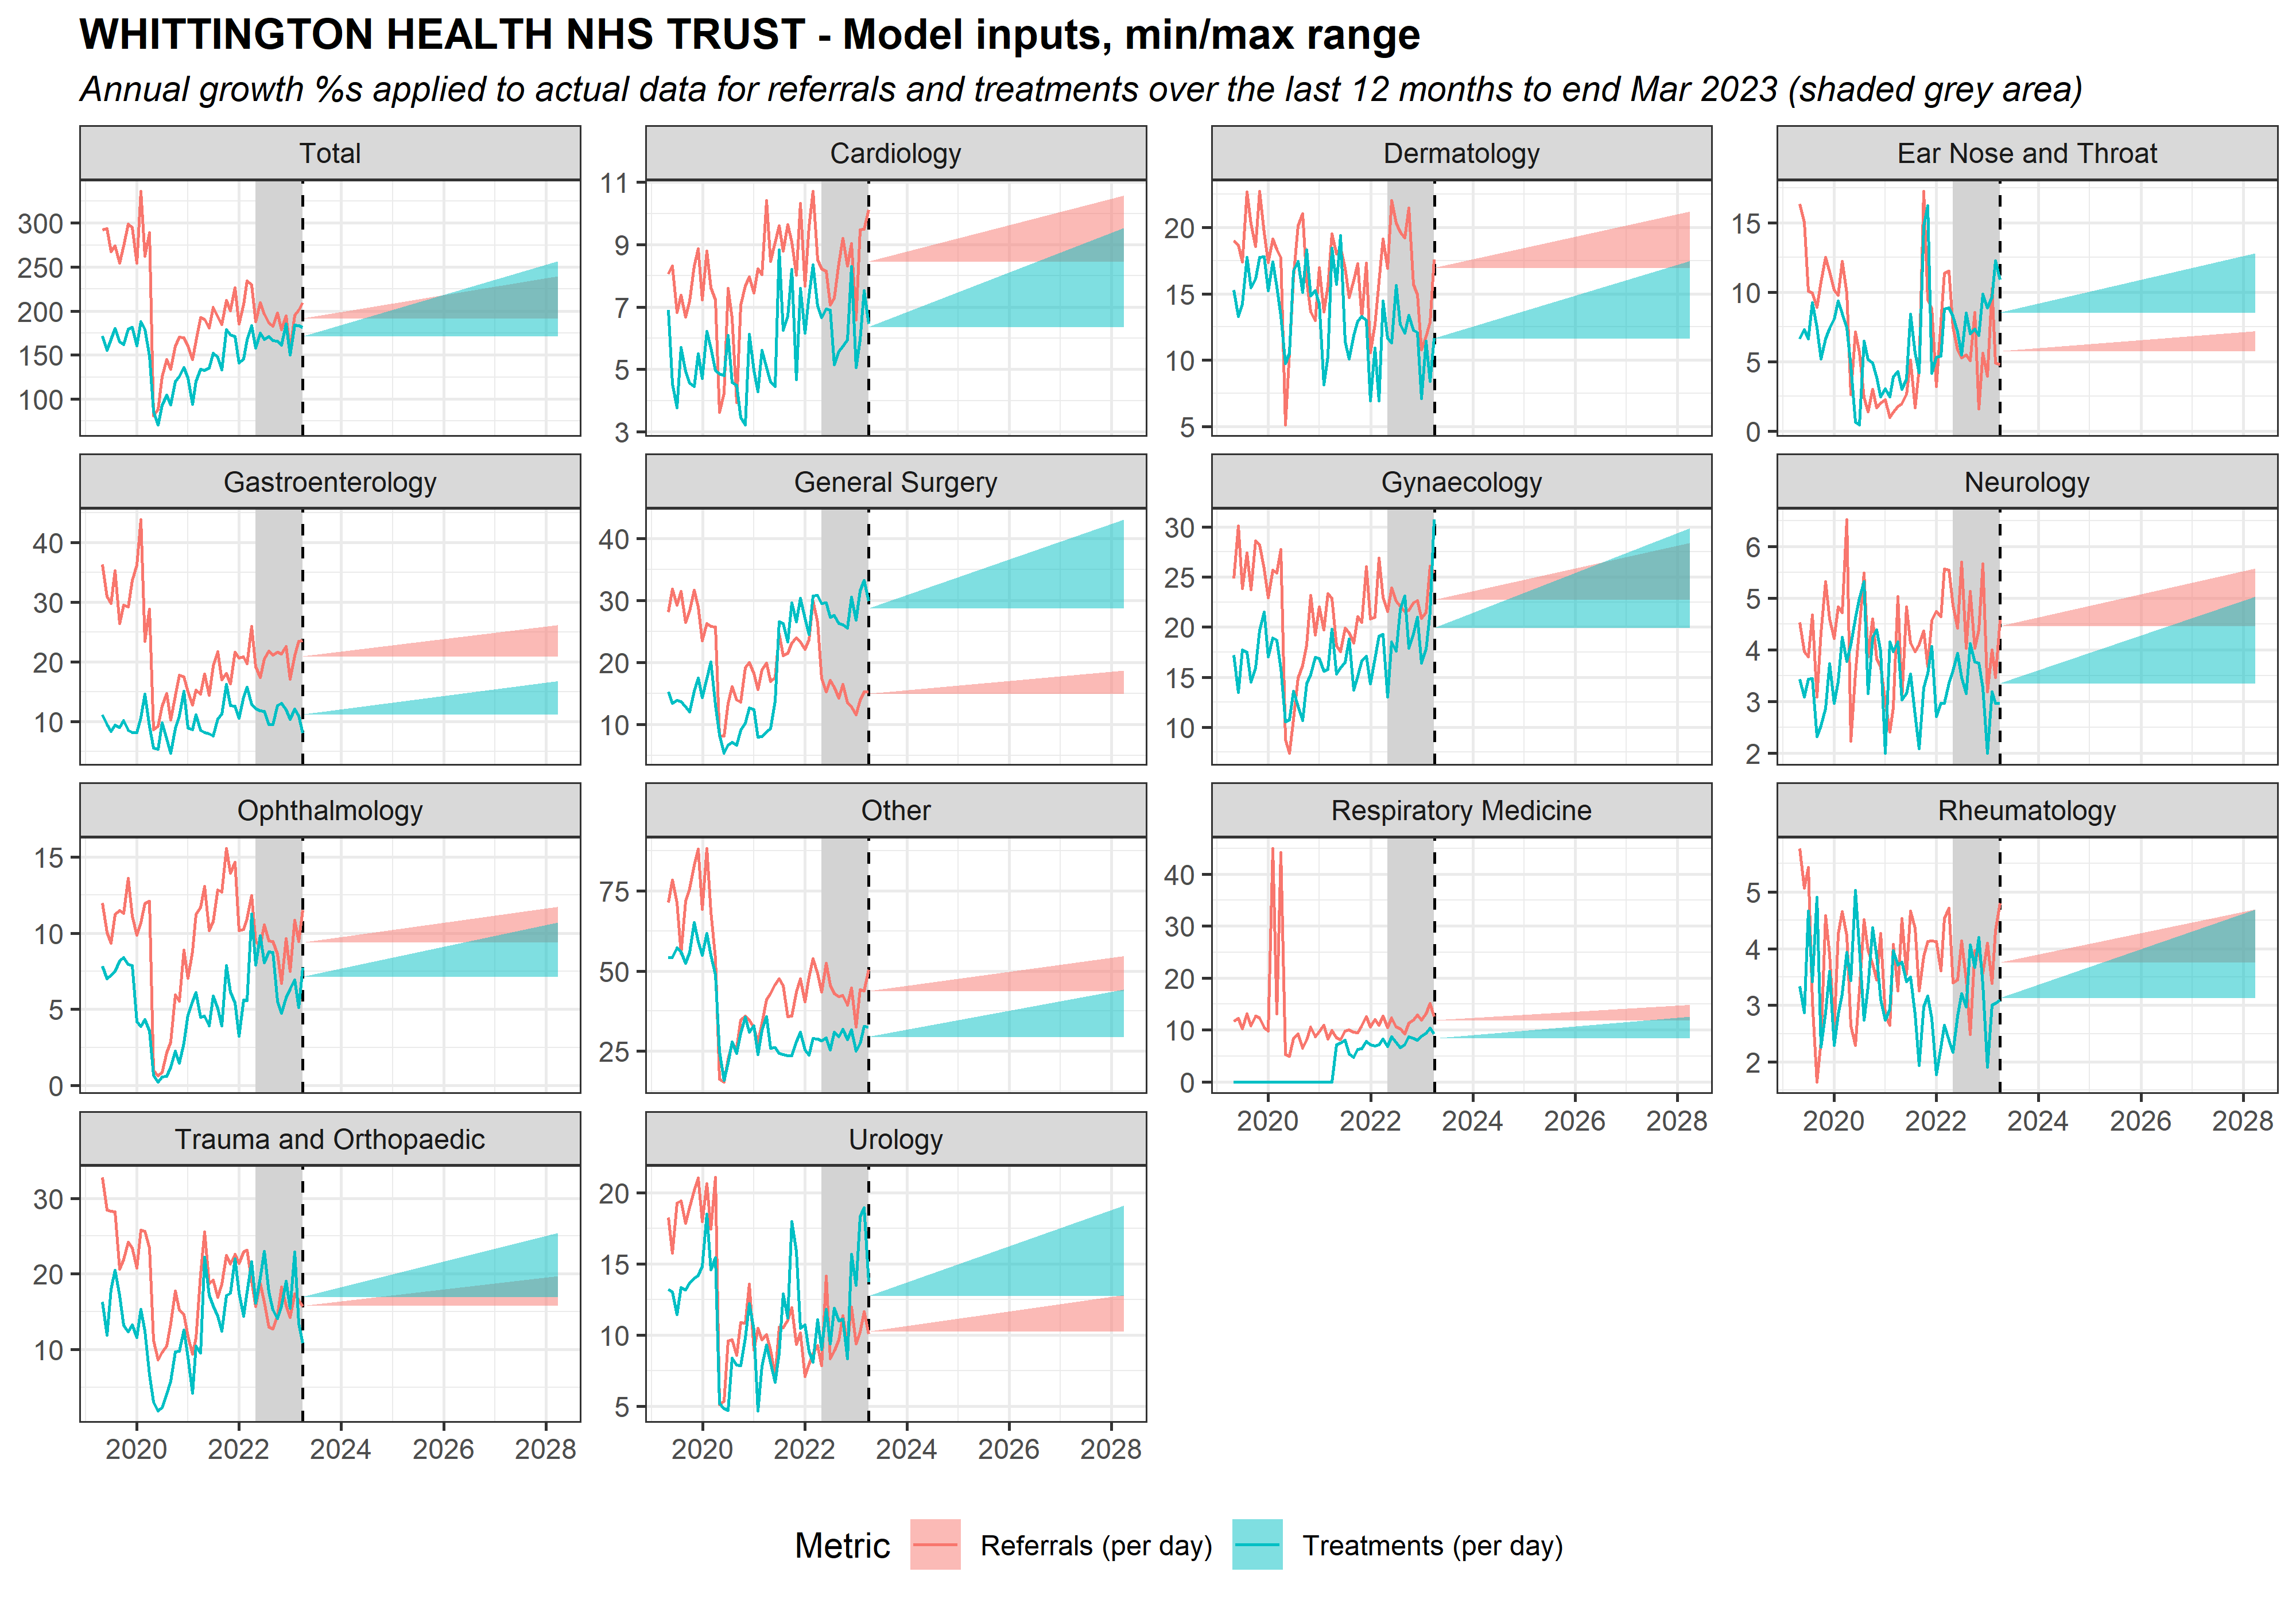 WHITTINGTON HEALTH NHS TRUST - Model inputs, min/max range
Annual growth %s applied to actual data for referrals and treatments over the last 12 months to end Mar 2023 (shaded grey area)
Total
Cardiology
Dermatology
Ear Nose and Throat
300
250
200
150
100
11
9
7
5
3
20
15
10
5
15
10
5
0
Gastroenterology
General Surgery
Gynaecology
Neurology
40
30
20
10
40
30
20
10
30
25
20
15
10
6
5
4
3
2
Ophthalmology
Other
Respiratory Medicine
Rheumatology
15
10
5
0
75
50
25
40
30
20
10
0
5
4
3
2
2020 2022 2024 2026 2028
2020 2022 2024 2026 2028
Trauma and Orthopaedic
Urology
30
20
10
20
15
10
5
2020 2022 2024 2026 2028
2020 2022 2024 2026 2028
Metric Referrals (per day) Treatments (per day)